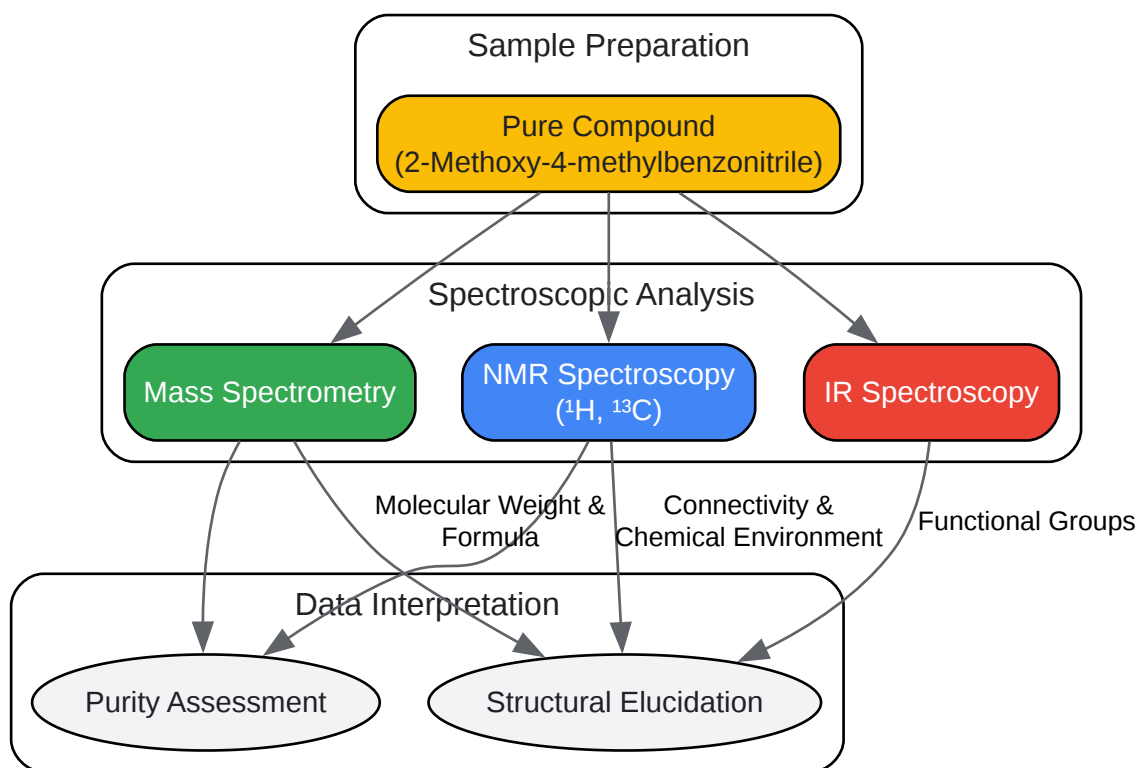 Sample Preparation
Pure Compound
(2-Methoxy-4-methylbenzonitrile)
Spectroscopic Analysis
Mass Spectrometry
NMR Spectroscopy
(¹H, ¹³C)
IR Spectroscopy
Molecular Weight &
Formula
Connectivity &
Chemical Environment
Functional Groups
Data Interpretation
Purity Assessment
Structural Elucidation